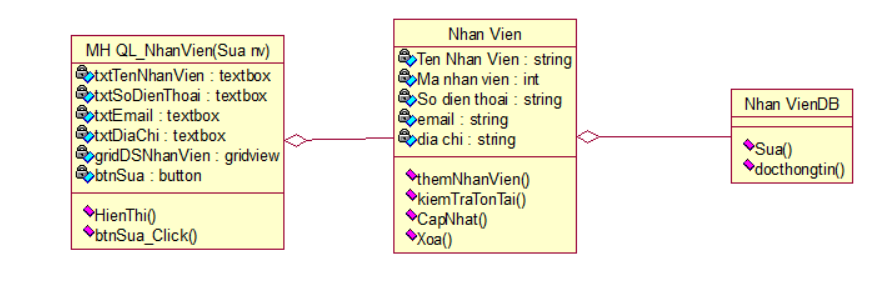 MH QL_NhanVien(Sua nv)
txtTenNhanVien : textbox
txtSoDienThoai : textbox
txtEmail : textbox
txtDiaChi : textbox
gridDSNhanVien : gridview
btnSua : button
HienThi()
btnSua_Click()
Nhan Vien
Ten Nhan Vien : string
Ma nhan vien : int
So dien thoai : string
email : string
dia chi : string
themNhanVien()
kiemTraTonTai()
CapNhat()
Xoa()
Nhan VienDB
Sua()
docthongtin()